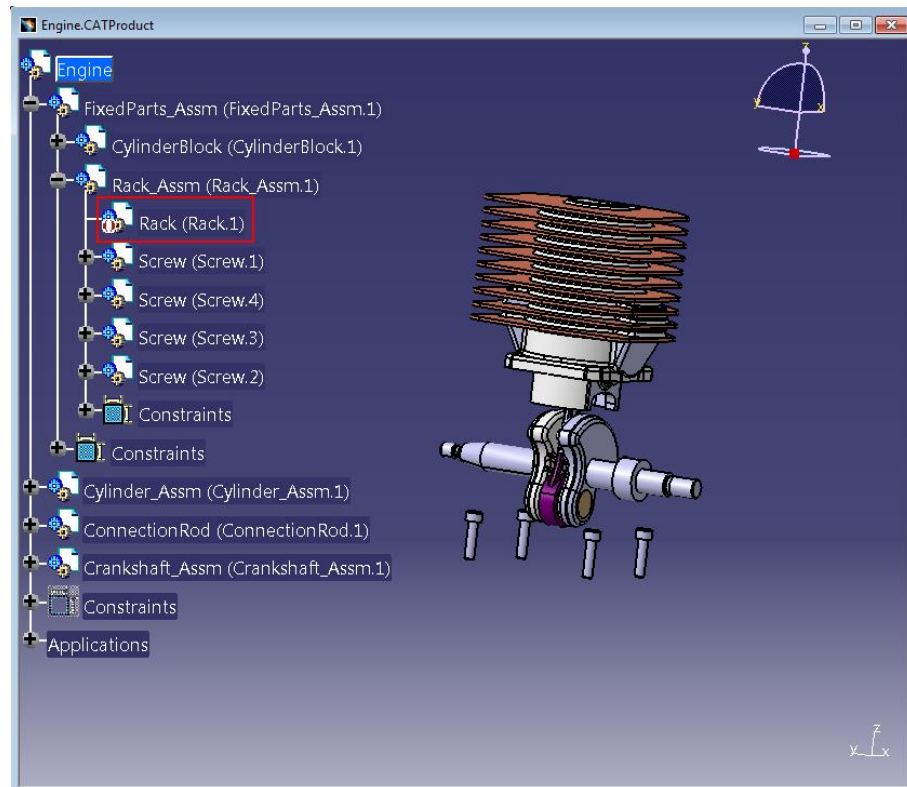 Engine.CATProduct
Engine
FixedParts_Assm (FixedParts_Assm.1)
CylinderBlock (CylinderBlock.1)
Rack_Assm (Rack_Assm.1)
Rack (Rack.1)
Screw (Screw.1)
Screw (Screw.4)
Screw (Screw.3)
Screw (Screw.2)
Constraints
Constraints
Cylinder_Assm (Cylinder_Assm.1)
ConnectionRod (ConnectionRod.1)
Crankshaft_Assm (Crankshaft_Assm.1)
Constraints
Applications
z
y
x
z
y
x